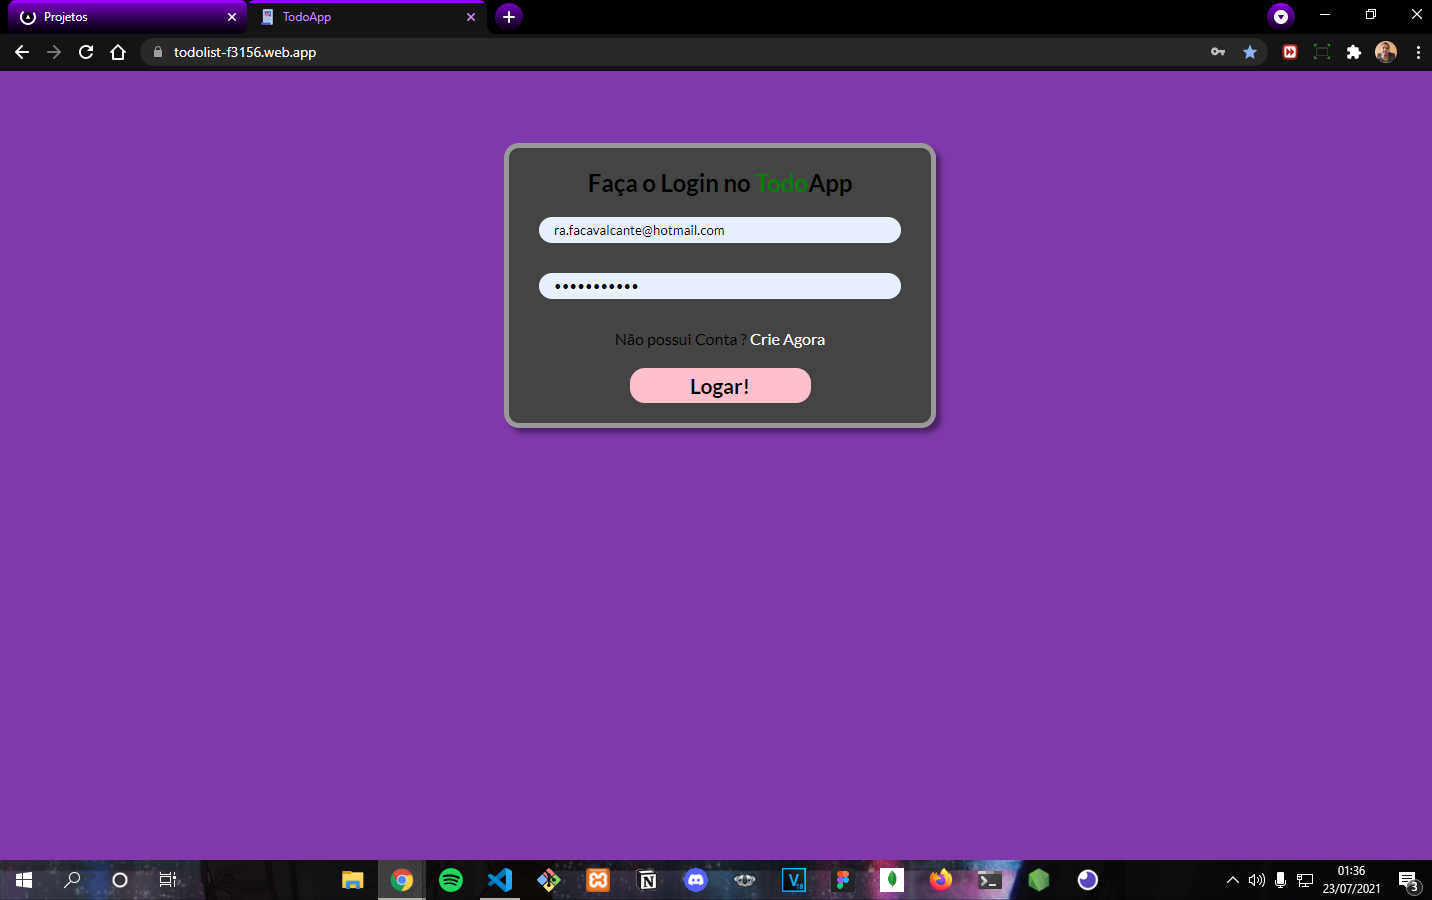 Projetos
TodoApp
todolist-f3156.web.app
Faça o Login no TodoApp
ra.facavalcante@hotmail.com
•••••••••••
Não possui Conta ? Crie Agora
Logar!
01:36
23/07/2021
3